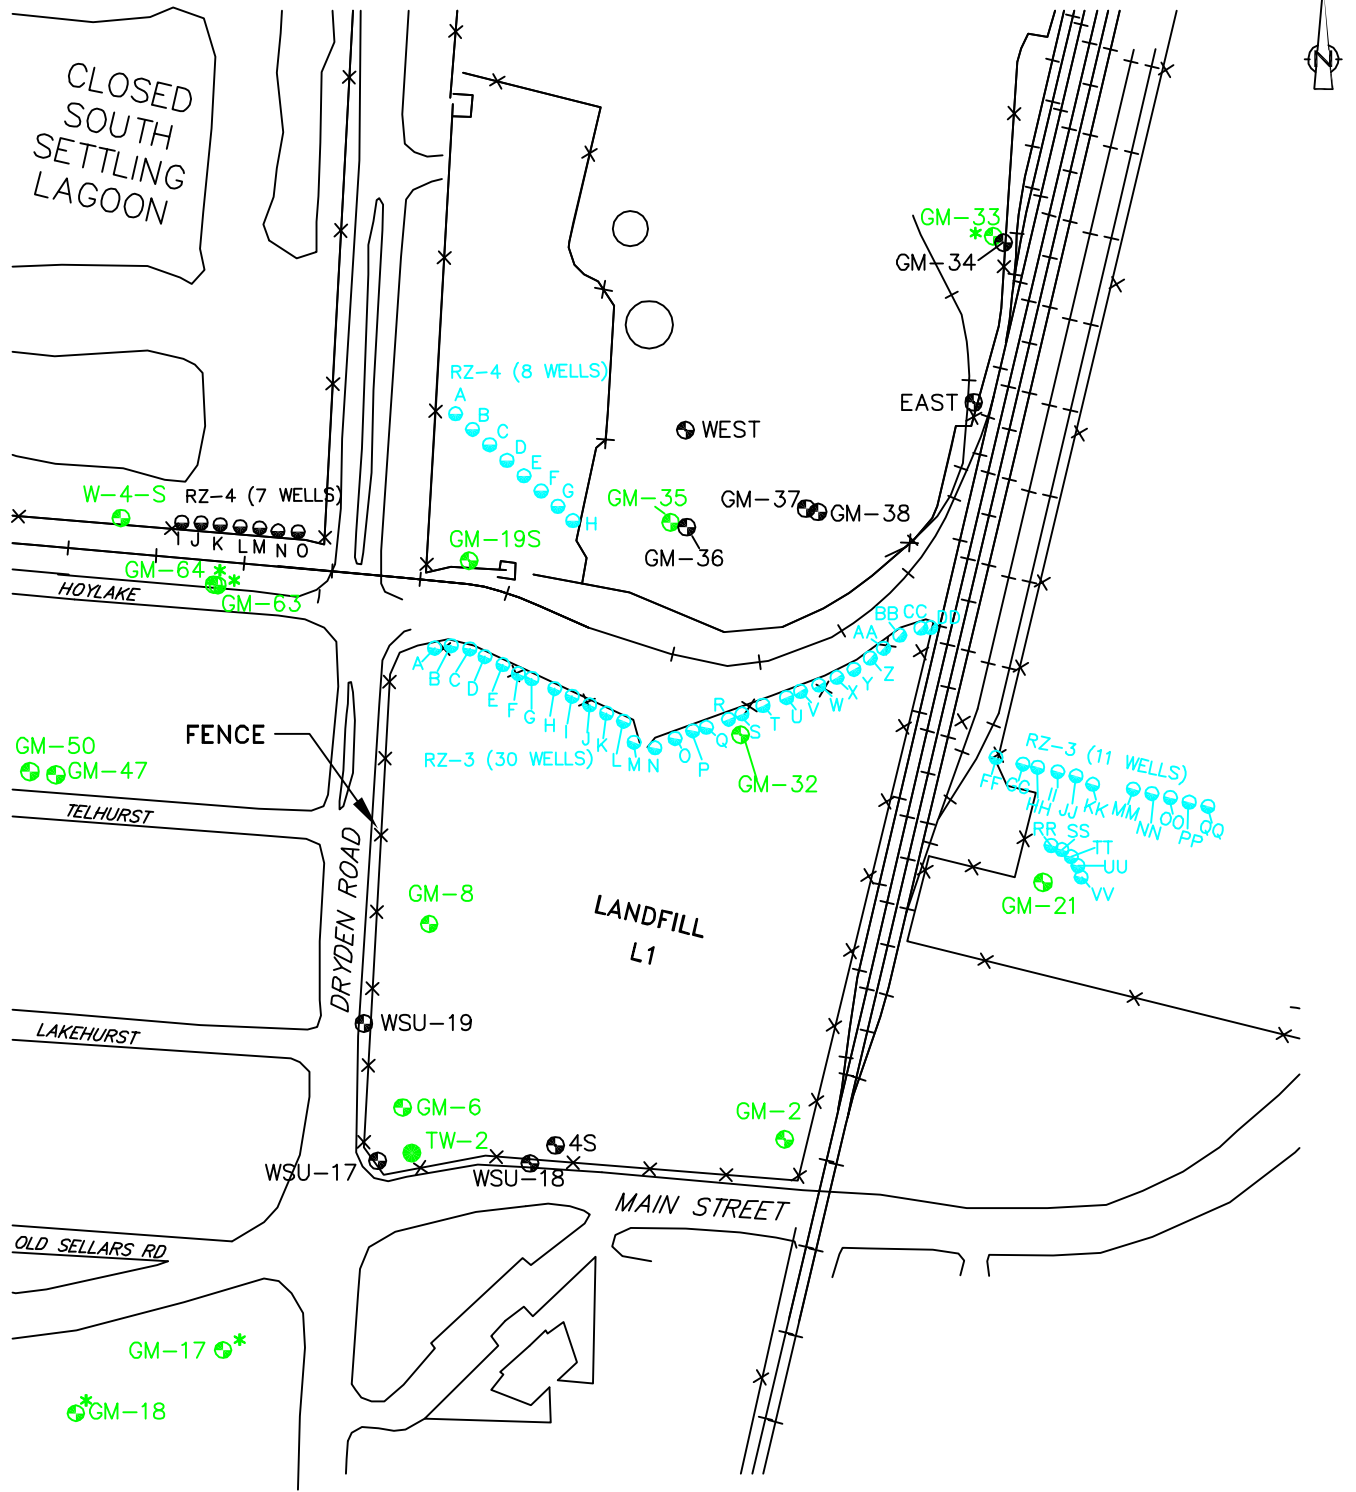 N
CLOSED
SOUTH
SETTLING
LAGOON
GM-33
*
GM-34
RZ-4 (8 WELLS)
A
B
C
D
E
F
G
H
EAST
WEST
W-4-S
RZ-4 (7 WELLS)
I J K L M N O
GM-35
GM-36
GM-37
GM-38
GM-19S
GM-64 *
*
GM-63
HOYLAKE
A
B
C
D
E
F
G
H
I
J
K
L
M
N
O
P
Q
R
S
T
U
V
W
X
Y
Z
AA
BB
CC
DD
RZ-3 (30 WELLS)
FENCE
GM-32
RZ-3 (11 WELLS)
FF
GG
HH
II
JJ
KK
MM
NN
OO
PP
QQ
RR
SS
TT
UU
VV
GM-21
GM-50
GM-47
TELHURST
DRYDEN ROAD
GM-8
LANDFILL
L1
WSU-19
LAKEHURST
GM-6
TW-2
GM-2
4S
WSU-17
WSU-18
MAIN STREET
OLD SELLARS RD
GM-17 *
*
GM-18